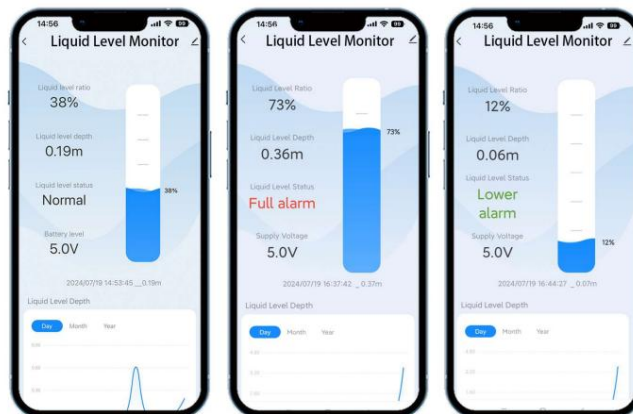 14:56
Liquid Level Monitor
Liquid level ratio
38%
Liquid level depth
0.19m
Liquid level status
Normal
38%
Battery level
5.0V
2024/07/19 14:53:45 __0.19m
Liquid Level Depth
Day Month Year
14:56
Liquid Level Monitor
Liquid Level Ratio
73%
73%
Liquid Level Depth
0.36m
Liquid Level Status
Full alarm
Supply Voltage
5.0V
2024/07/19 16:37:42 _ 0.37m
Liquid Level Depth
Day Month Year
14:56
Liquid Level Monitor
Liquid Level Ratio
12%
Liquid Level Depth
0.06m
Liquid Level Status
Lower
alarm
12%
Supply Voltage
5.0V
2024/07/19 16:44:27 _ 0.07m
Liquid Level Depth
Day Month Year